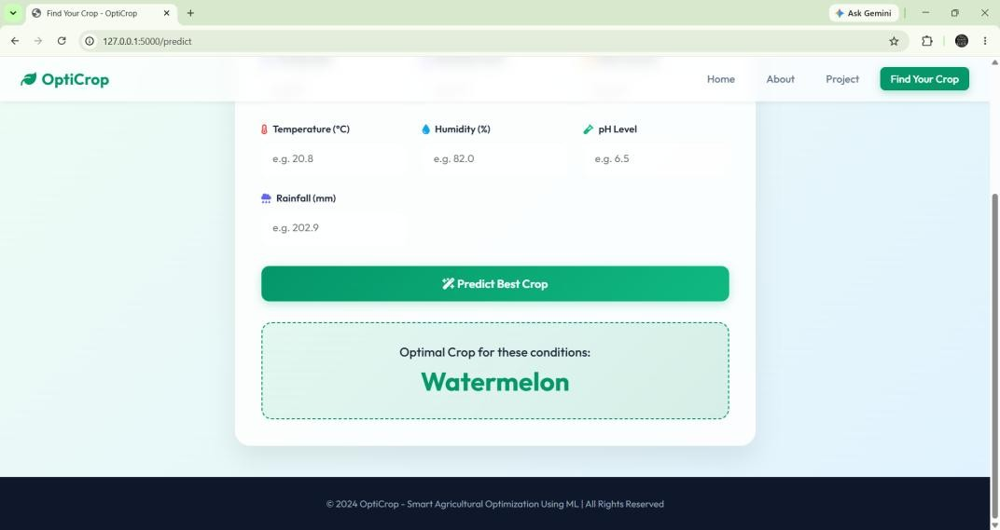 Find Your Crop - OptiCrop
Ask Gemini
127.0.0.1:5000/predict
OptiCrop
Home
About
Project
Find Your Crop
Temperature (°C)
Humidity (%)
pH Level
e.g. 20.8
e.g. 82.0
e.g. 6.5
Rainfall (mm)
e.g. 202.9
Predict Best Crop
Optimal Crop for these conditions:
Watermelon
© 2024 OptiCrop - Smart Agricultural Optimization Using ML | All Rights Reserved